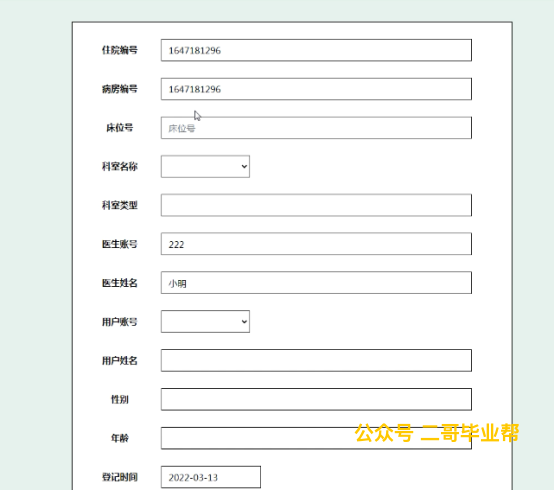 住院编号 1647181296
病房编号 1647181296
床位号 床位号
科室名称
科室类型
医生账号 222
医生姓名 小明
用户账号
用户姓名
性别
公众号 二哥毕业帮
年龄
登记时间 2022-03-13